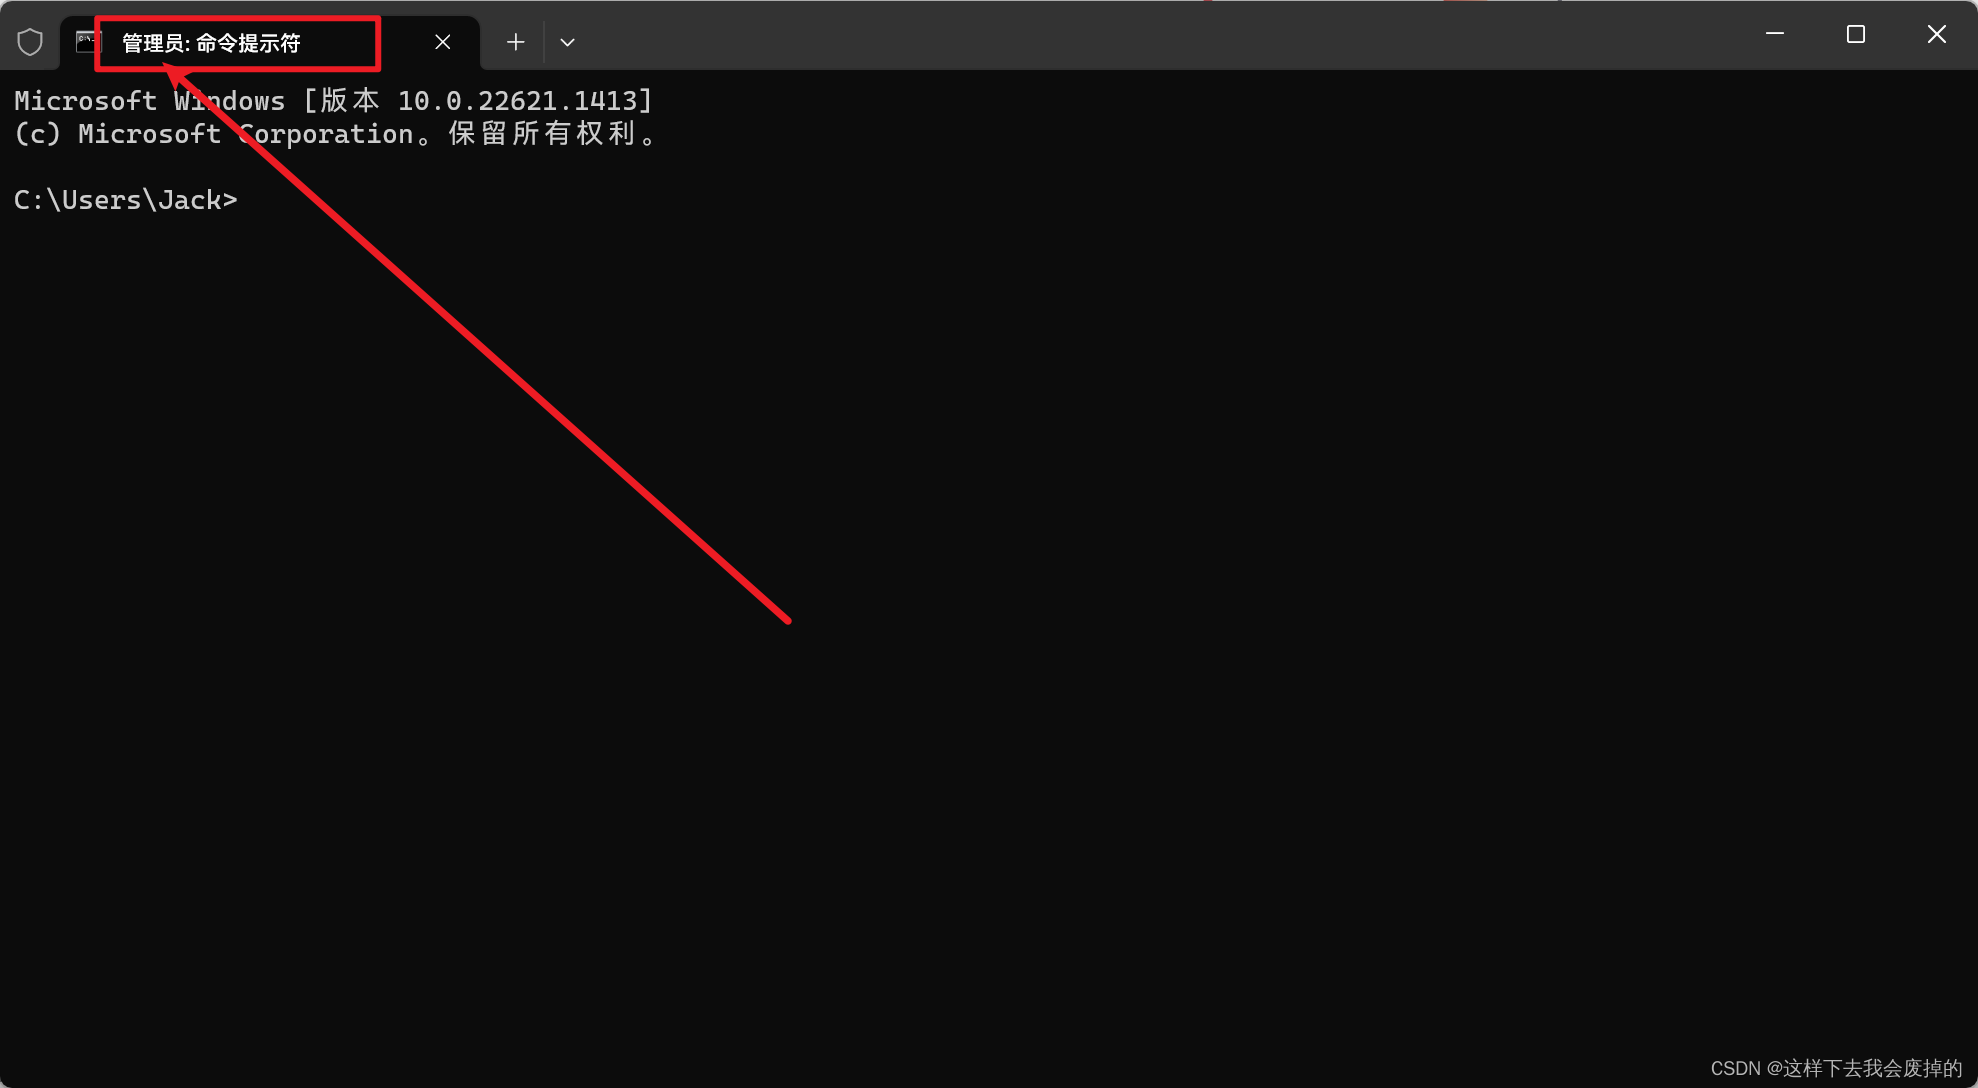 管理员: 命令提示符
Microsoft Windows [版本 10.0.22621.1413]
(c) Microsoft Corporation。保留所有权利。
C:\Users\Jack>
CSDN @这样下去我会废掉的